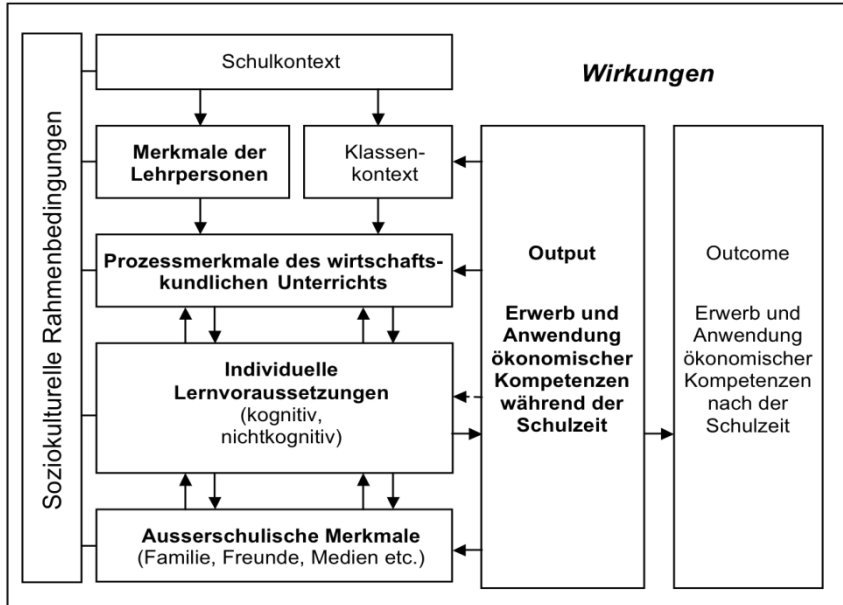 Soziokulturelle Rahmenbedingungen
Schulkontext
Wirkungen
Merkmale der
Lehrpersonen
Klassen-
kontext
Prozessmerkmale des wirtschafts-
kundlichen Unterrichts
Individuelle
Lernvoraussetzungen
(kognitiv,
nichtkognitiv)
Ausserschulische Merkmale
(Familie, Freunde, Medien etc.)
Output
Erwerb und
Anwendung
ökonomischer
Kompetenzen
während der
Schulzeit
Outcome
Erwerb und
Anwendung
ökonomischer
Kompetenzen
nach der
Schulzeit